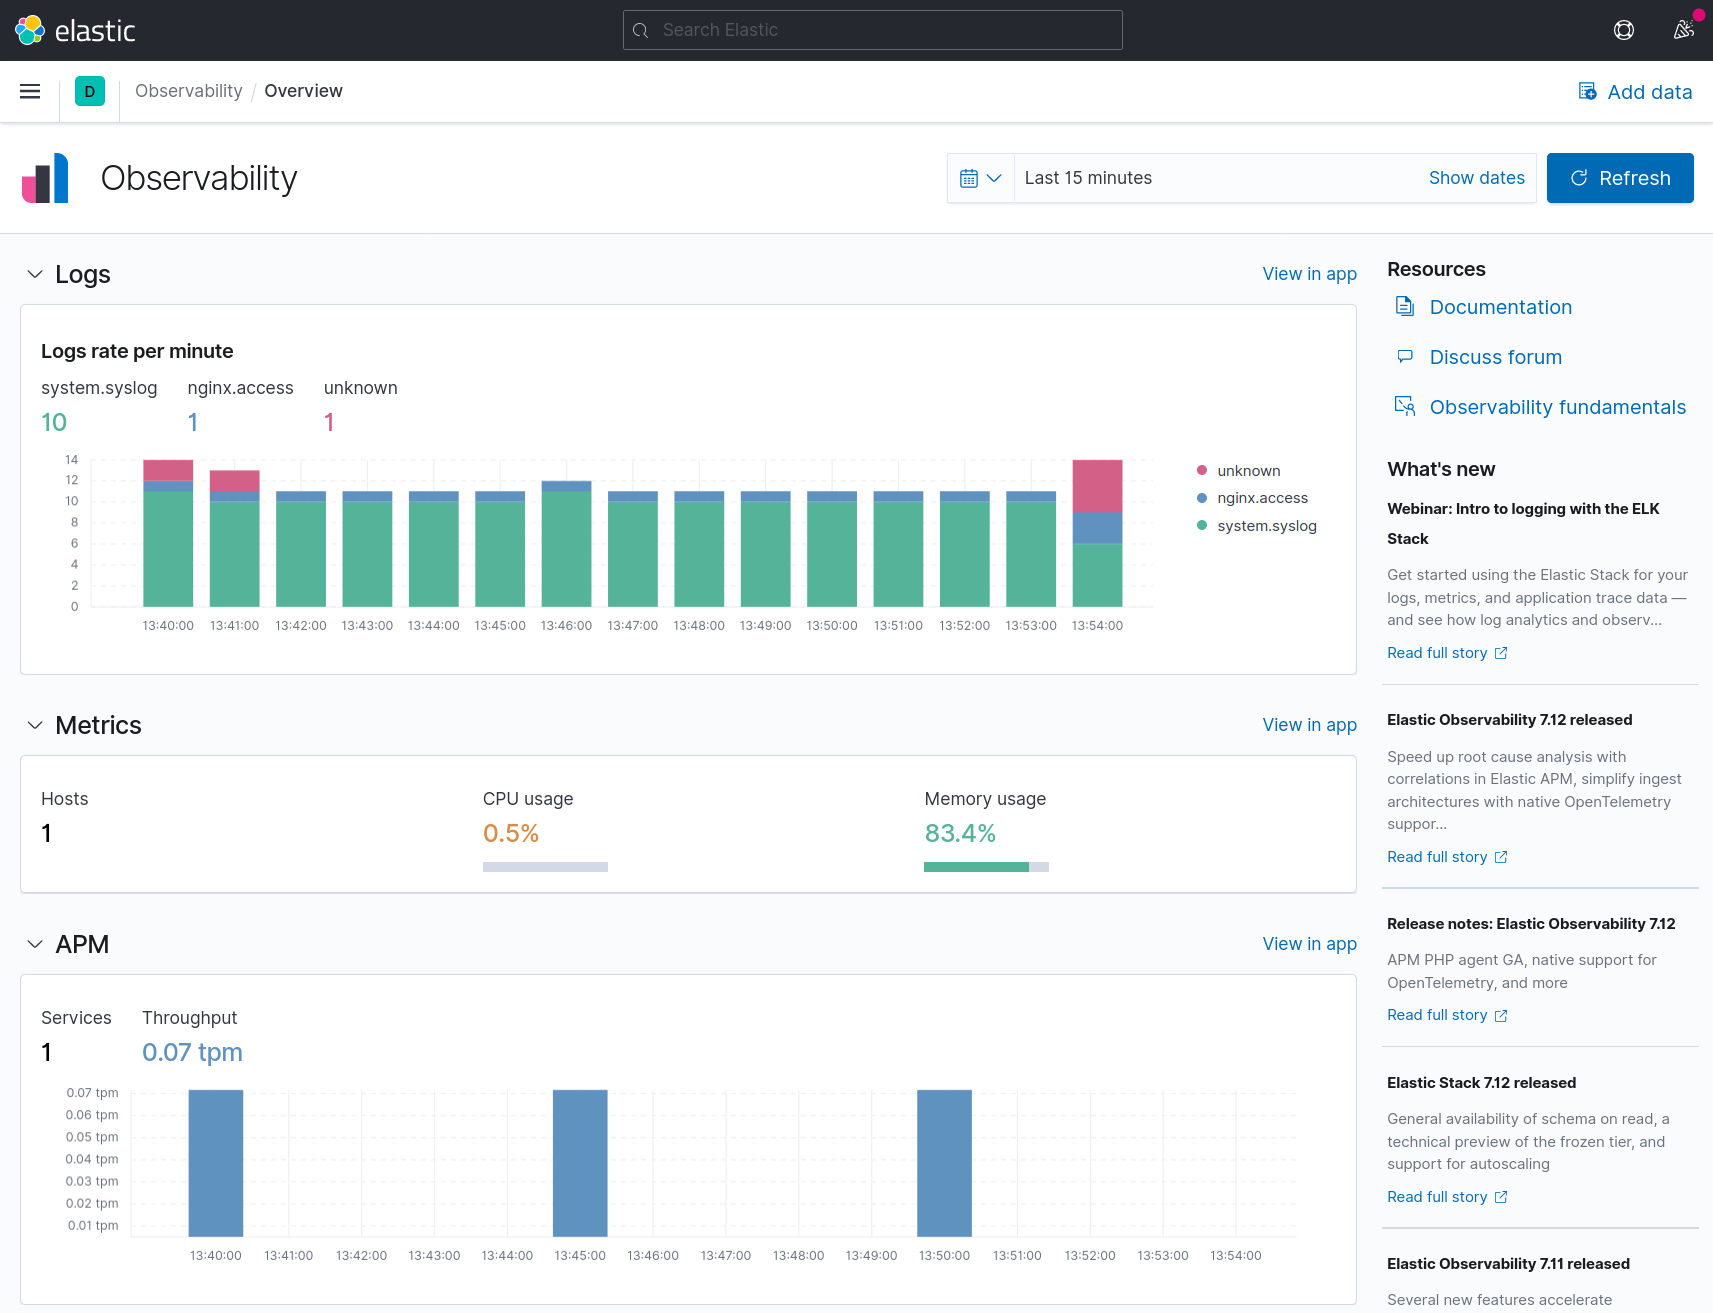 elastic
Search Elastic
D
Observability / Overview
Add data
Observability
Last 15 minutes
Show dates
Refresh
Logs
View in app
Logs rate per minute
system.syslog nginx.access unknown
10 1 1
14
12
10
8
6
4
2
0
13:40:00 13:41:00 13:42:00 13:43:00 13:44:00 13:45:00 13:46:00 13:47:00 13:48:00 13:49:00 13:50:00 13:51:00 13:52:00 13:53:00 13:54:00
unknown
nginx.access
system.syslog
Metrics
View in app
Hosts
1
CPU usage
0.5%
Memory usage
83.4%
APM
View in app
Services
1
Throughput
0.07 tpm
0.07 tpm
0.06 tpm
0.05 tpm
0.04 tpm
0.03 tpm
0.02 tpm
0.01 tpm
13:40:00 13:41:00 13:42:00 13:43:00 13:44:00 13:45:00 13:46:00 13:47:00 13:48:00 13:49:00 13:50:00 13:51:00 13:52:00 13:53:00 13:54:00
Resources
Documentation
Discuss forum
Observability fundamentals
What's new
Webinar: Intro to logging with the ELK
Stack
Get started using the Elastic Stack for your
logs, metrics, and application trace data —
and see how log analytics and observ...
Read full story
Elastic Observability 7.12 released
Speed up root cause analysis with
correlations in Elastic APM, simplify ingest
architectures with native OpenTelemetry
suppor...
Read full story
Release notes: Elastic Observability 7.12
APM PHP agent GA, native support for
OpenTelemetry, and more
Read full story
Elastic Stack 7.12 released
General availability of schema on read, a
technical preview of the frozen tier, and
support for autoscaling
Read full story
Elastic Observability 7.11 released
Several new features accelerate